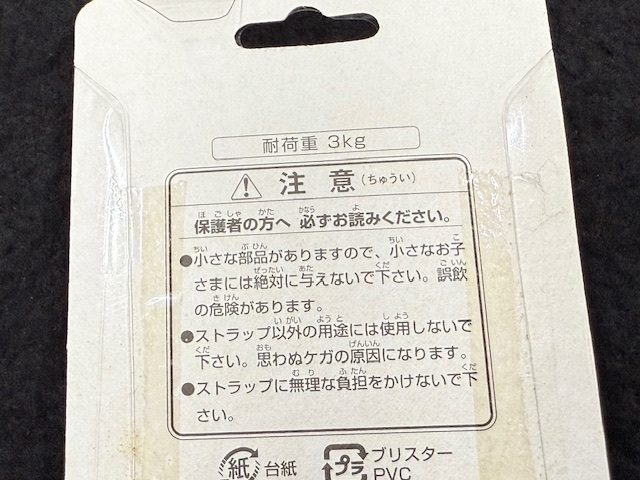 耐荷重 3kg
注意(ちゅうい)
保護者の方へ 必ずお読みください。
●小さな部品がありますので、小さなお子
さまには絶対に与えないで下さい。誤飲
の危険があります。
●ストラップ以外の用途には使用しないで
下さい。思わぬケガの原因になります。
●ストラップに無理な負担をかけないで下
さい。
紙 台紙 プラ ブリスター
PVC